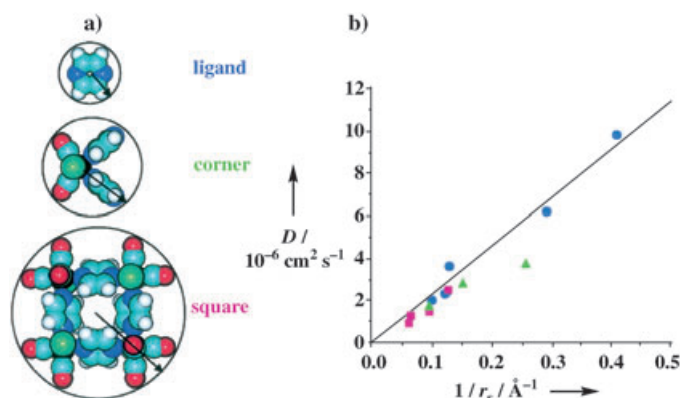 a)
ligand
corner
square
b)
D /
10⁻⁶ cm² s⁻¹
12
10
8
6
4
2
0
0.0 0.1 0.2 0.3 0.4 0.5
1 / rₛ / Å⁻¹